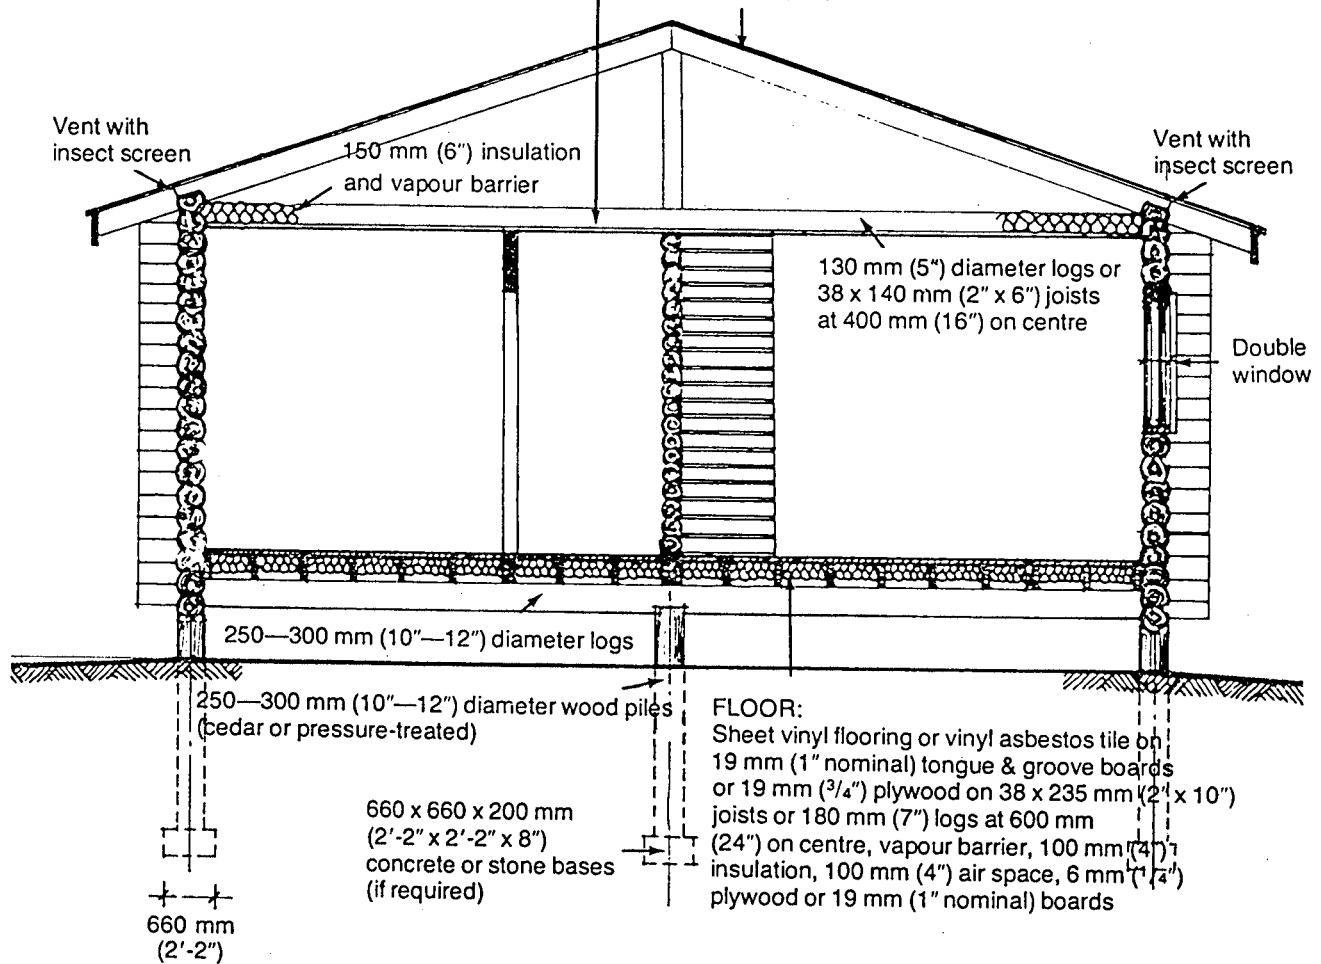 Vent with
insect screen
150 mm (6″) insulation
and vapour barrier
Vent with
insect screen
130 mm (5″) diameter logs or
38 x 140 mm (2″ x 6″) joists
at 400 mm (16″) on centre
Double
window
250—300 mm (10″—12″) diameter logs
250—300 mm (10″—12″) diameter wood piles
(cedar or pressure-treated)
660 x 660 x 200 mm
(2′-2″ x 2′-2″ x 8″)
concrete or stone bases
(if required)
660 mm
(2′-2″)
FLOOR:
Sheet vinyl flooring or vinyl asbestos tile on
19 mm (1″ nominal) tongue & groove boards
or 19 mm (3/4″) plywood on 38 x 235 mm (2′ x 10″)
joists or 180 mm (7″) logs at 600 mm
(24″) on centre, vapour barrier, 100 mm (4″)
insulation, 100 mm (4″) air space, 6 mm (1/4″)
plywood or 19 mm (1″ nominal) boards